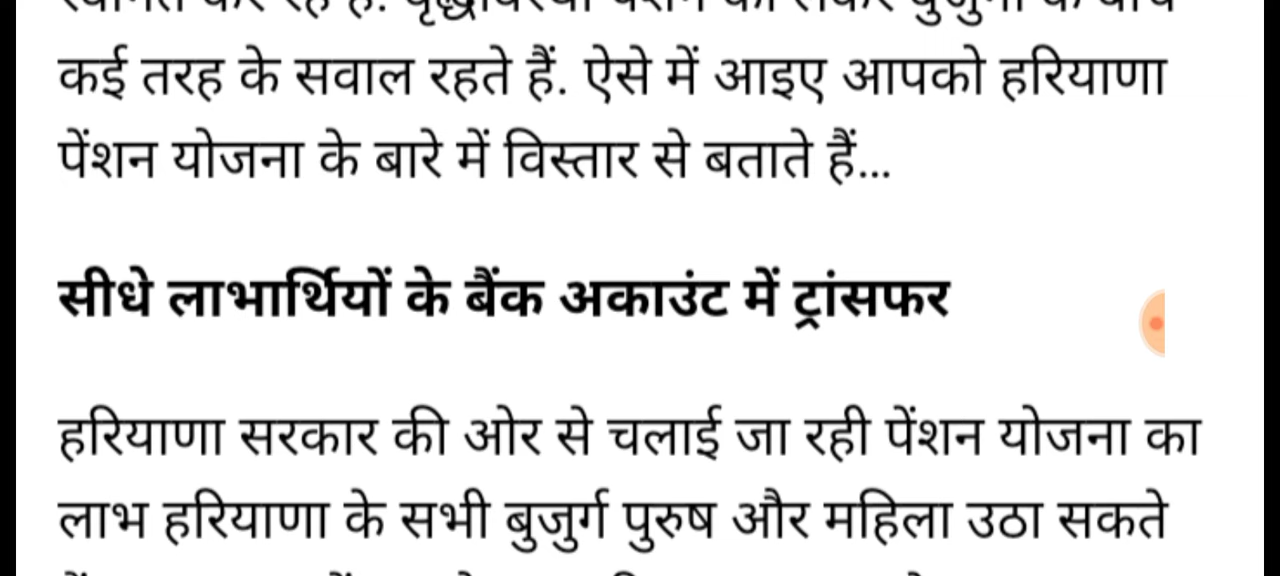 कई तरह के सवाल रहते हैं. ऐसे में आइए आपको हरियाणा
पेंशन योजना के बारे में विस्तार से बताते हैं...
सीधे लाभार्थियों के बैंक अकाउंट में ट्रांसफर
हरियाणा सरकार की ओर से चलाई जा रही पेंशन योजना का
लाभ हरियाणा के सभी बुजुर्ग पुरुष और महिला उठा सकते